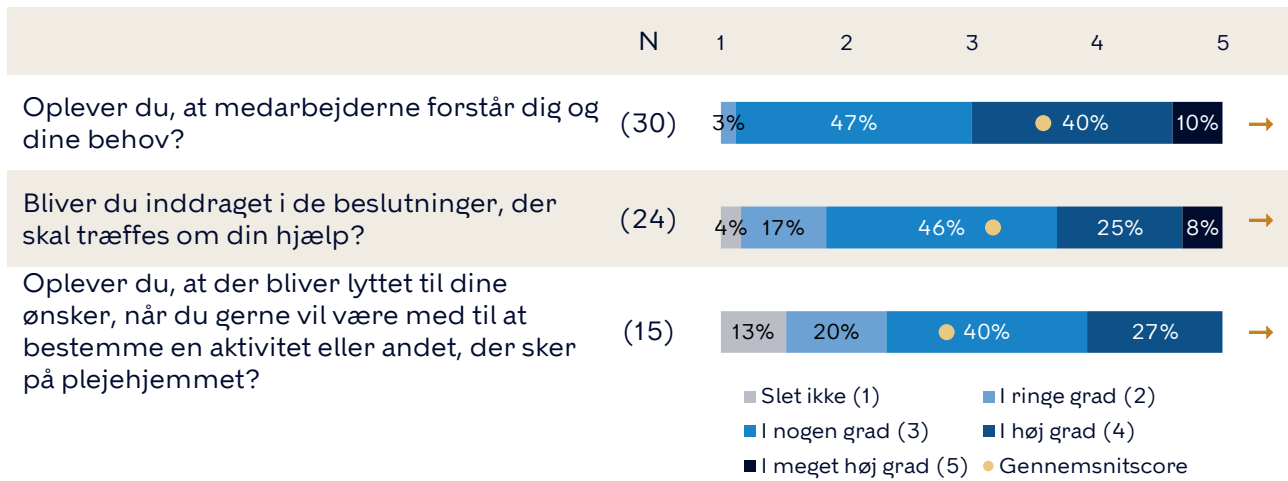 N 1 2 3 4 5
Oplever du, at medarbejderne forstår dig og
dine behov?
(30)
3% 47% 40% 10% →
Bliver du inddraget i de beslutninger, der
skal træffes om din hjælp?
(24)
4% 17% 46% 25% 8% →
Oplever du, at der bliver lyttet til dine
ønsker, når du gerne vil være med til at
bestemme en aktivitet eller andet, der sker
på plejehjemmet?
(15)
13% 20% 40% 27% →
Slet ikke (1) I ringe grad (2)
I nogen grad (3) I høj grad (4)
I meget høj grad (5) Gennemsnitscore